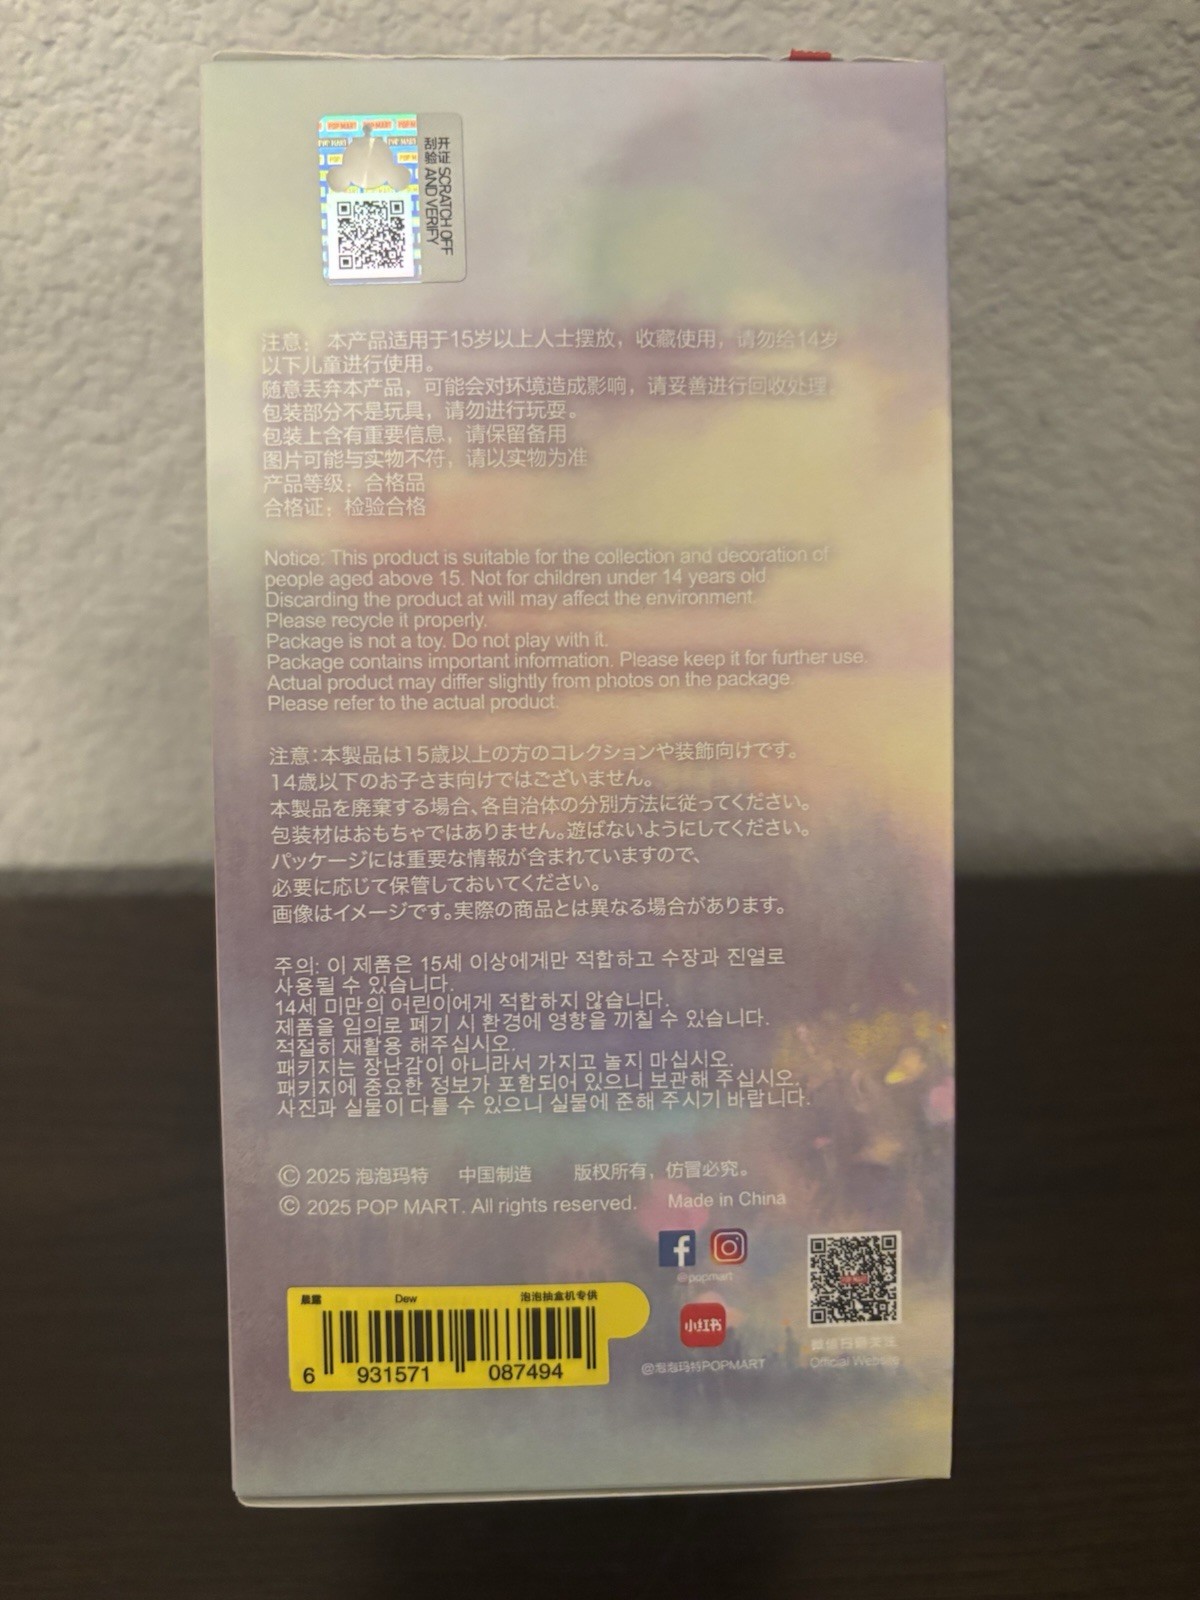 POP MART
开证
刮验
SCRATCH OFF
AND VERIFY
注意： 本产品适用于15岁以上人士摆放，收藏使用，请勿给14岁
以下儿童进行使用。
随意丢弃本产品，可能会对环境造成影响，请妥善进行回收处理.
包装部分不是玩具，请勿进行玩耍。
包装上含有重要信息，请保留备用
图片可能与实物不符，请以实物为准
产品等级：合格品
合格证：检验合格
Notice: This product is suitable for the collection and decoration of
people aged above 15. Not for children under 14 years old
Discarding the product at will may affect the environment.
Please recycle it properly.
Package is not a toy. Do not play with it.
Package contains important information. Please keep it for further use.
Actual product may differ slightly from photos on the package.
Please refer to the actual product.
注意：本製品は15歳以上の方のコレクションや装飾向けです。
14歳以下のお子さま向けではございません。
本製品を廃棄する場合、各自治体の分別方法に従ってください。
包装材はおもちゃではありません。遊ばないようにしてください。
パッケージには重要な情報が含まれていますので、
必要に応じて保管しておいてください。
画像はイメージです。実際の商品とは異なる場合があります。
주의: 이 제품은 15세 이상에게만 적합하고 수장과 진열로
사용될 수 있습니다.
14세 미만의 어린이에게 적합하지 않습니다.
제품을 임의로 폐기 시 환경에 영향을 끼칠 수 있습니다.
적절히 재활용 해주십시오.
패키지는 장난감이 아니라서 가지고 놀지 마십시오.
패키지에 중요한 정보가 포함되어 있으니 보관해 주십시오.
사진과 실물이 다를 수 있으니 실물에 준해 주시기 바랍니다.
© 2025 泡泡玛特 中国制造 版权所有，仿冒必究。
© 2025 POP MART. All rights reserved. Made in China
@popmart
小红书
@泡泡玛特POPMART
微信扫码关注
Official Website
晨露 Dew 泡泡抽盒机专供
6 931571 087494